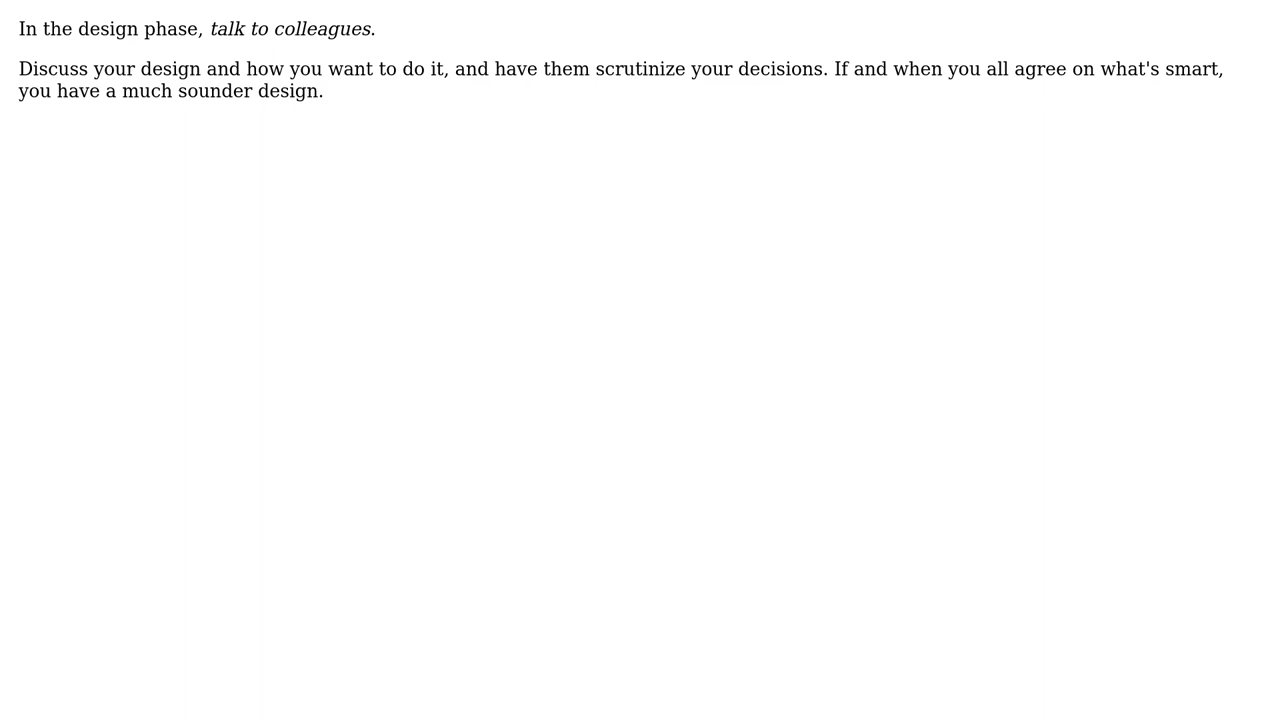 In the design phase, talk to colleagues.
Discuss your design and how you want to do it, and have them scrutinize your decisions. If and when you all agree on what's smart,
you have a much sounder design.